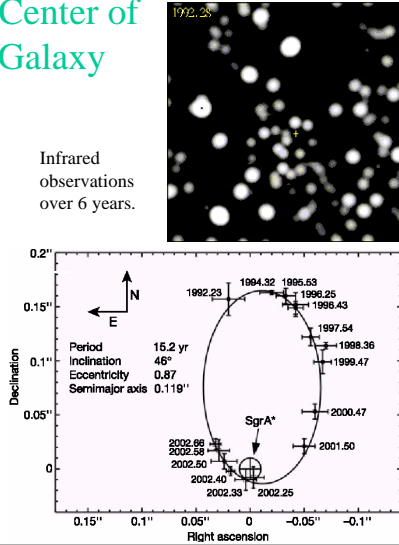 Center of
Galaxy
1992.28
Infrared
observations
over 6 years.
0.2"
0.15"
0.1"
0.05"
0
Declination
N
E
Period 15.2 yr
Inclination 46°
Eccentricity 0.87
Semimajor axis 0.119"
1992.23
1994.32
1995.53
1996.25
1996.43
1997.54
1998.36
1999.47
2000.47
2001.50
SgrA*
2002.66
2002.58
2002.50
2002.40
2002.33
2002.25
0.15" 0.1" 0.05" 0 -0.05" -0.1"
Right ascension